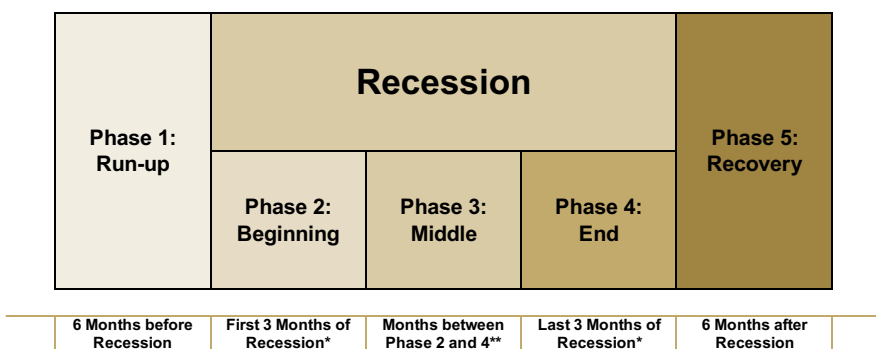 Recession
Phase 1:
Run-up
Phase 5:
Recovery
Phase 2:
Beginning
Phase 3:
Middle
Phase 4:
End
6 Months before
Recession
First 3 Months of
Recession*
Months between
Phase 2 and 4**
Last 3 Months of
Recession*
6 Months after
Recession